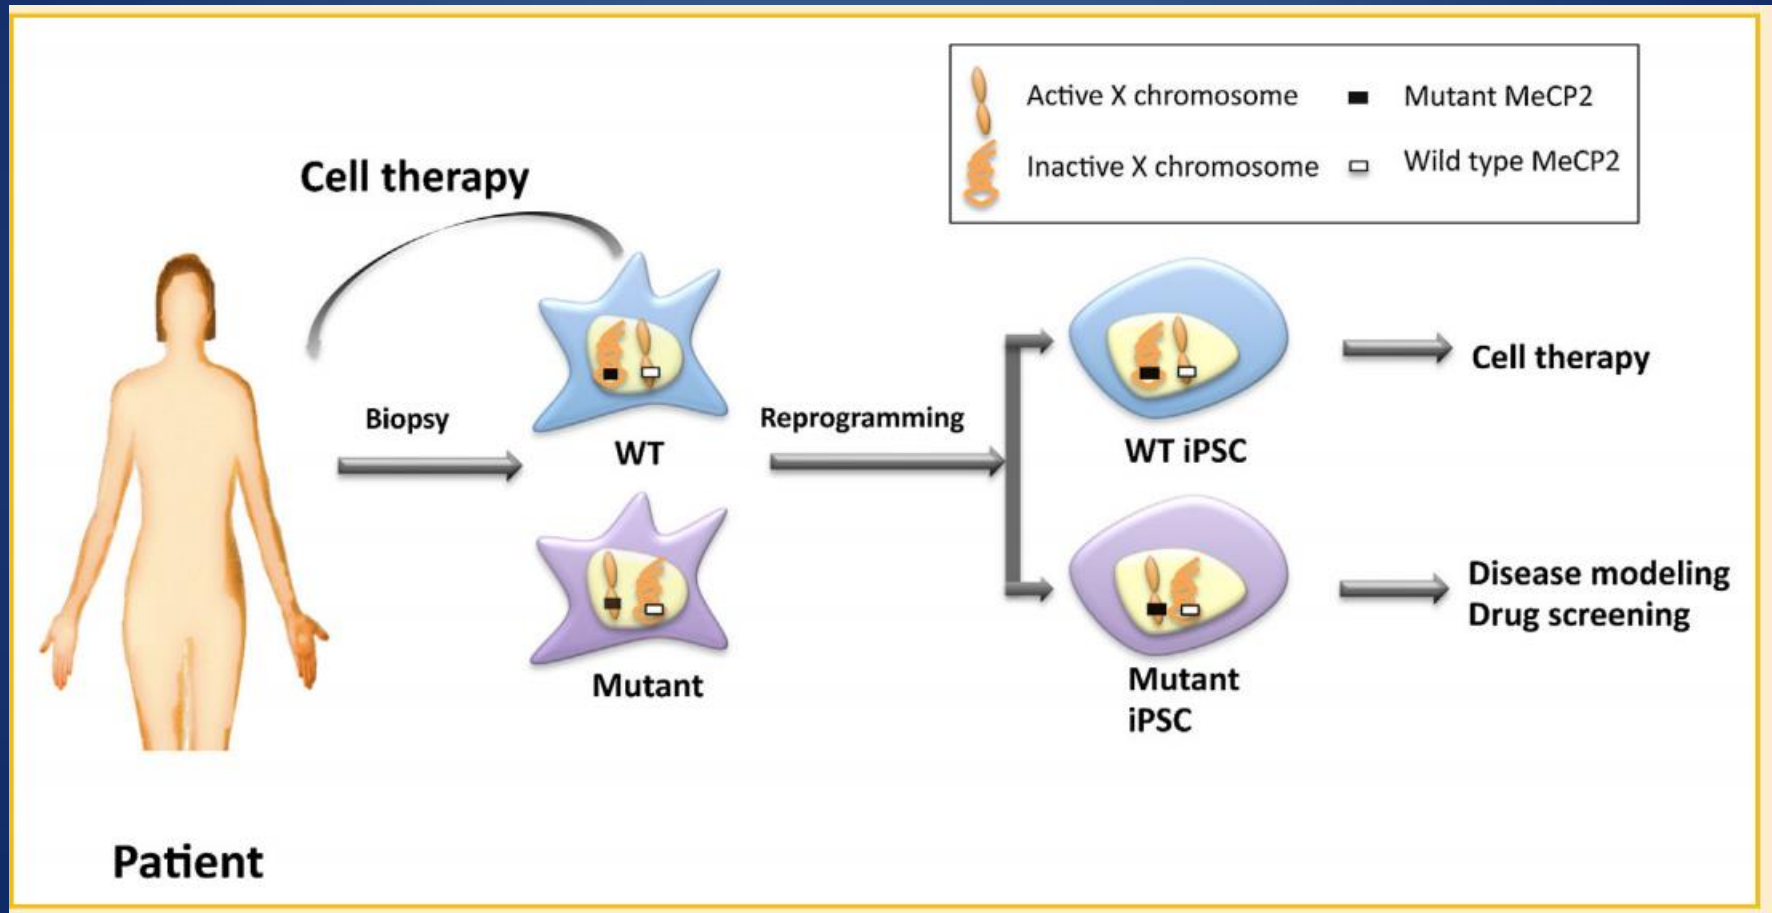 Active X chromosome
Mutant MeCP2
Inactive X chromosome
Wild type MeCP2
Cell therapy
Biopsy
WT
Mutant
Reprogramming
WT iPSC
Cell therapy
Mutant
iPSC
Disease modeling
Drug screening
Patient